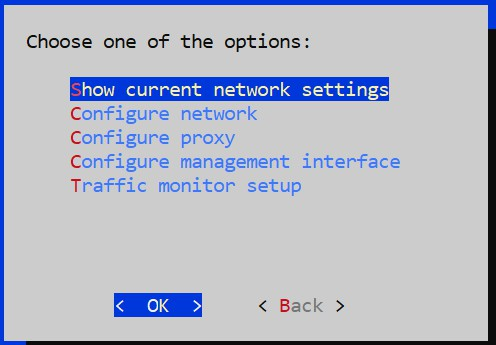 Choose one of the options:
Show current network settings
Configure network
Configure proxy
Configure management interface
Traffic monitor setup
<  OK  > < Back >